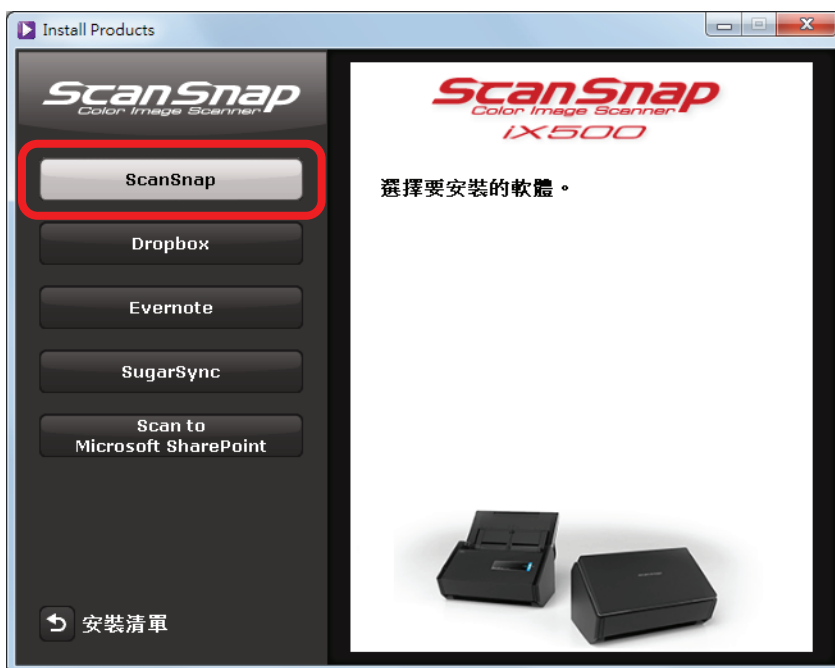 Install Products
ScanSnap
Color Image Scanner
ScanSnap
Dropbox
Evernote
SugarSync
Scan to
Microsoft SharePoint
安裝清單
ScanSnap
Color Image Scanner
iX500
選擇要安裝的軟體。